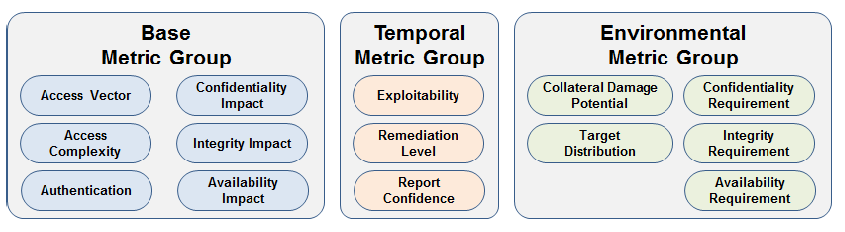 Base
Metric Group
Access Vector
Confidentiality
Impact
Access
Complexity
Integrity Impact
Authentication
Availability
Impact
Temporal
Metric Group
Exploitability
Remediation
Level
Report
Confidence
Environmental
Metric Group
Collateral Damage
Potential
Confidentiality
Requirement
Target
Distribution
Integrity
Requirement
Availability
Requirement